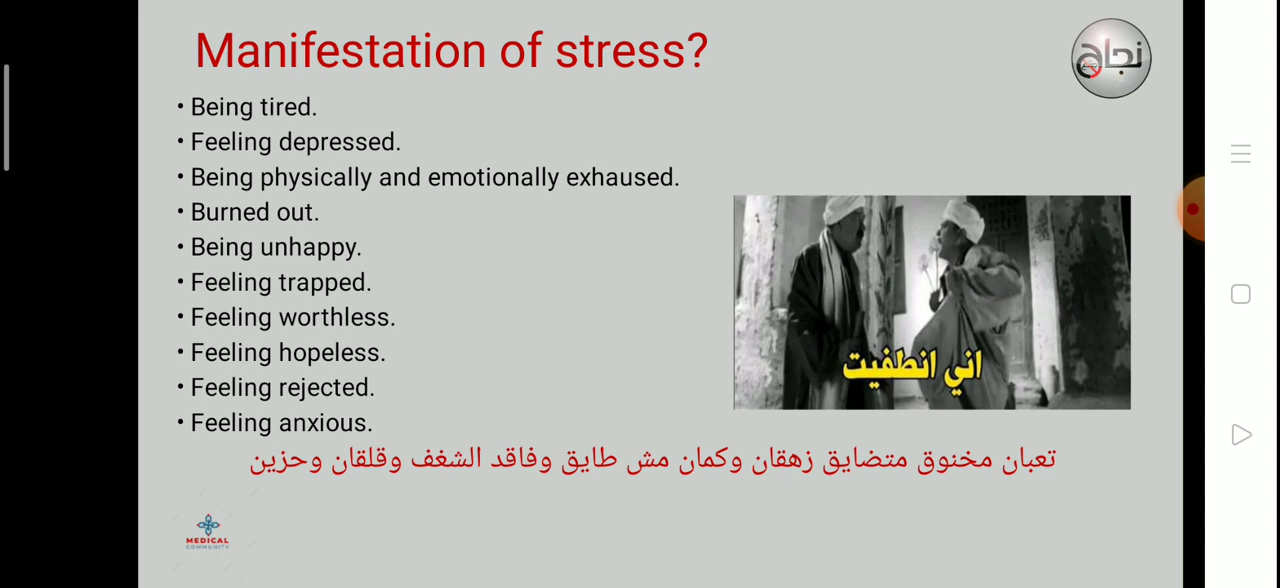 Manifestation of stress?
نجاح
• Being tired.
• Feeling depressed.
• Being physically and emotionally exhaused.
• Burned out.
• Being unhappy.
• Feeling trapped.
• Feeling worthless.
• Feeling hopeless.
• Feeling rejected.
• Feeling anxious.
اني انطفيت
تعبان مخنوق متضايق زهقان وكمان مش طايق وفاقد الشغف وقلقان وحزين
MEDICAL
COMMUNITY